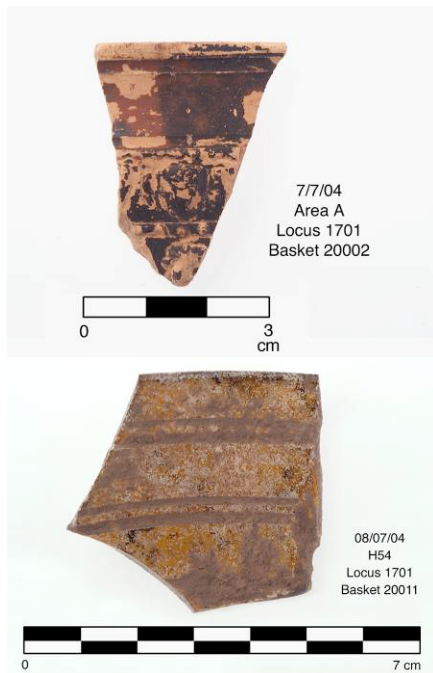 7/7/04
Area A
Locus 1701
Basket 20002
0 3
cm
08/07/04
H54
Locus 1701
Basket 20011
0 7 cm